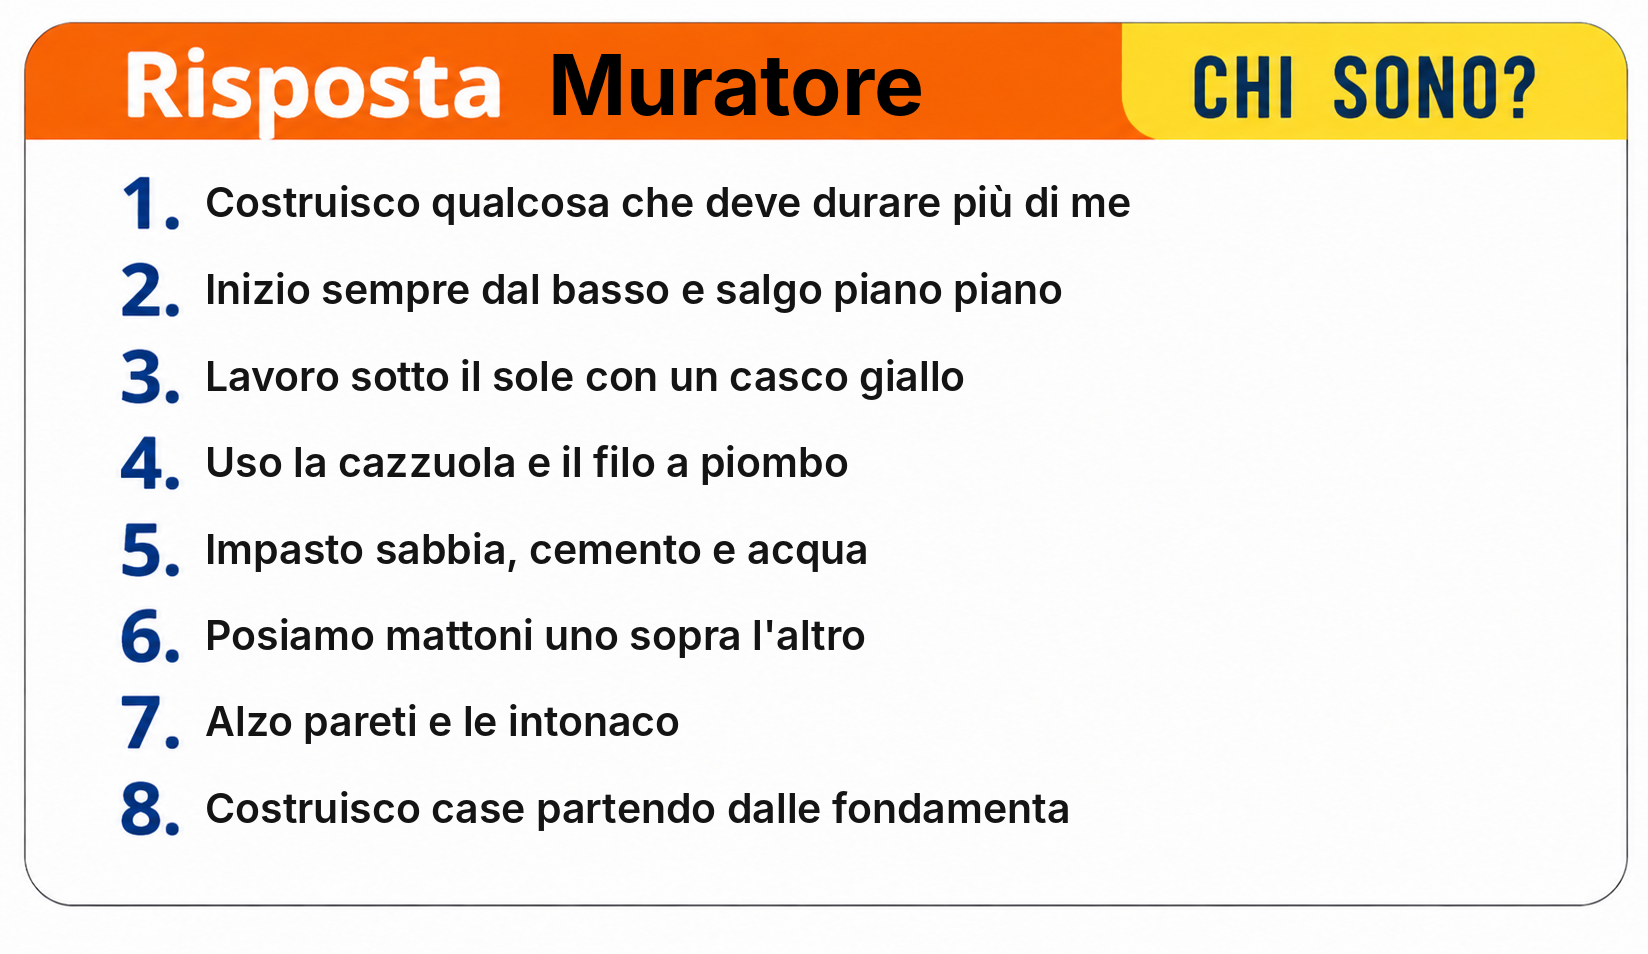 Risposta Muratore CHI SONO?
1. Costruisco qualcosa che deve durare più di me
2. Inizio sempre dal basso e salgo piano piano
3. Lavoro sotto il sole con un casco giallo
4. Uso la cazzuola e il filo a piombo
5. Impasto sabbia, cemento e acqua
6. Posiamo mattoni uno sopra l'altro
7. Alzo pareti e le intonaco
8. Costruisco case partendo dalle fondamenta